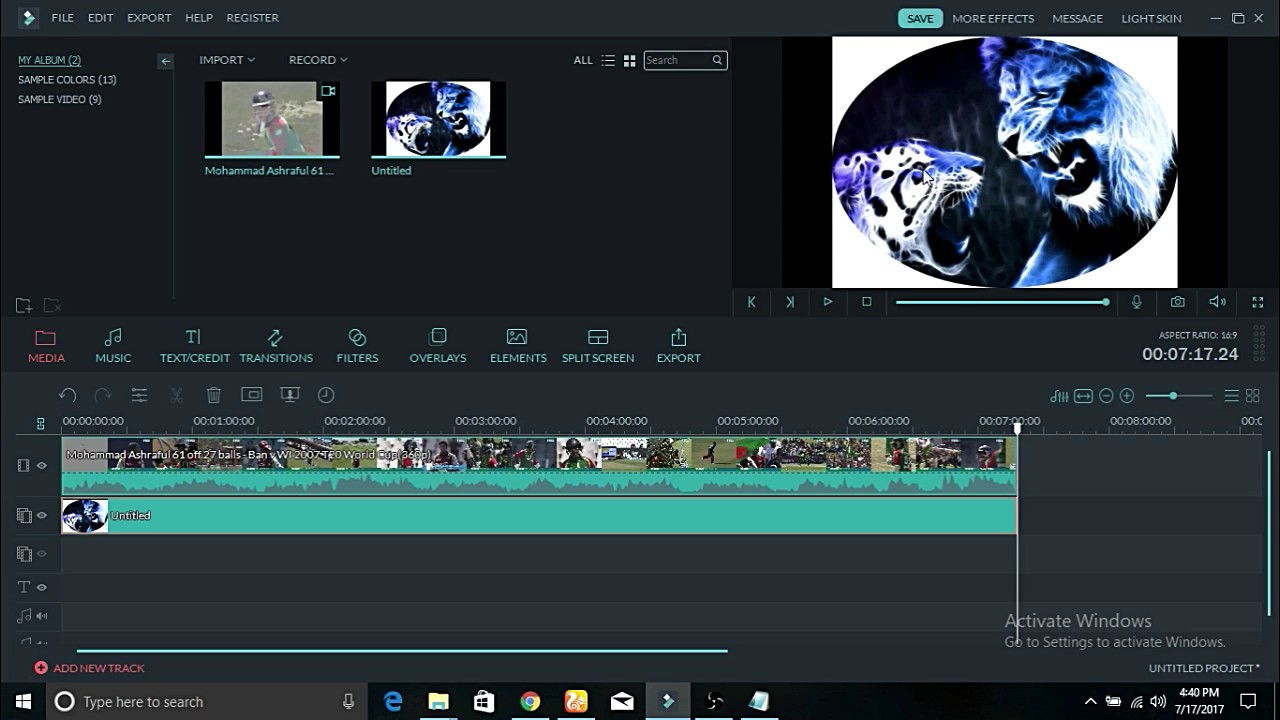 FILE EDIT EXPORT HELP REGISTER
SAVE MORE EFFECTS MESSAGE LIGHT SKIN
MY ALBUM (2)
SAMPLE COLORS (13)
SAMPLE VIDEO (9)
IMPORT RECORD ALL Search
Mohammad Ashraful 61 ... Untitled
MEDIA MUSIC TEXT/CREDIT TRANSITIONS FILTERS OVERLAYS ELEMENTS SPLIT SCREEN EXPORT
ASPECT RATIO: 16:9
00:07:17.24
00:00:00:00 00:01:00:00 00:02:00:00 00:03:00:00 00:04:00:00 00:05:00:00 00:06:00:00 00:07:00:00 00:08:00:00
Mohammad Ashraful 61 off 27 balls - Ban v WI 2007 T20 World Cup(360p)
Untitled
Activate Windows
Go to Settings to activate Windows.
ADD NEW TRACK
UNTITLED PROJECT*
Type here to search
4:40 PM
7/17/2017